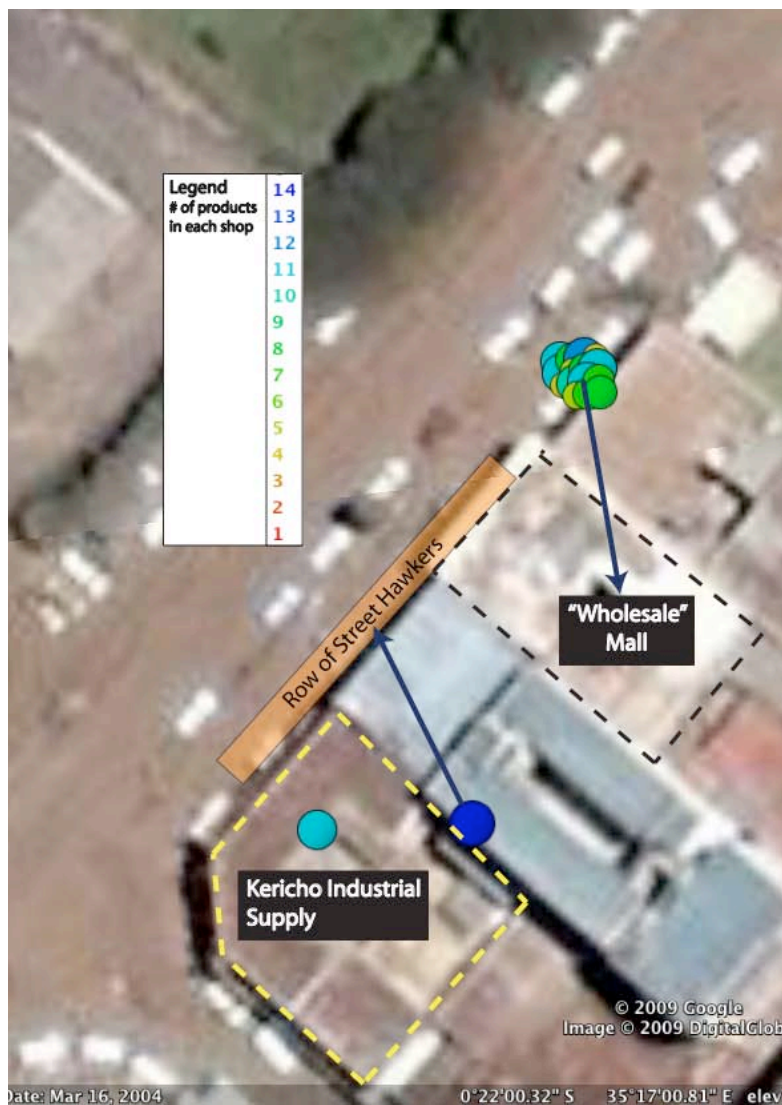 Legend
# of products
in each shop
14
13
12
11
10
9
8
7
6
5
4
3
2
1
Row of Street Hawkers
“Wholesale”
Mall
Kericho Industrial
Supply
© 2009 Google
Image © 2009 DigitalGlob
Date: Mar 16, 2004 0°22'00.32" S 35°17'00.81" E elev